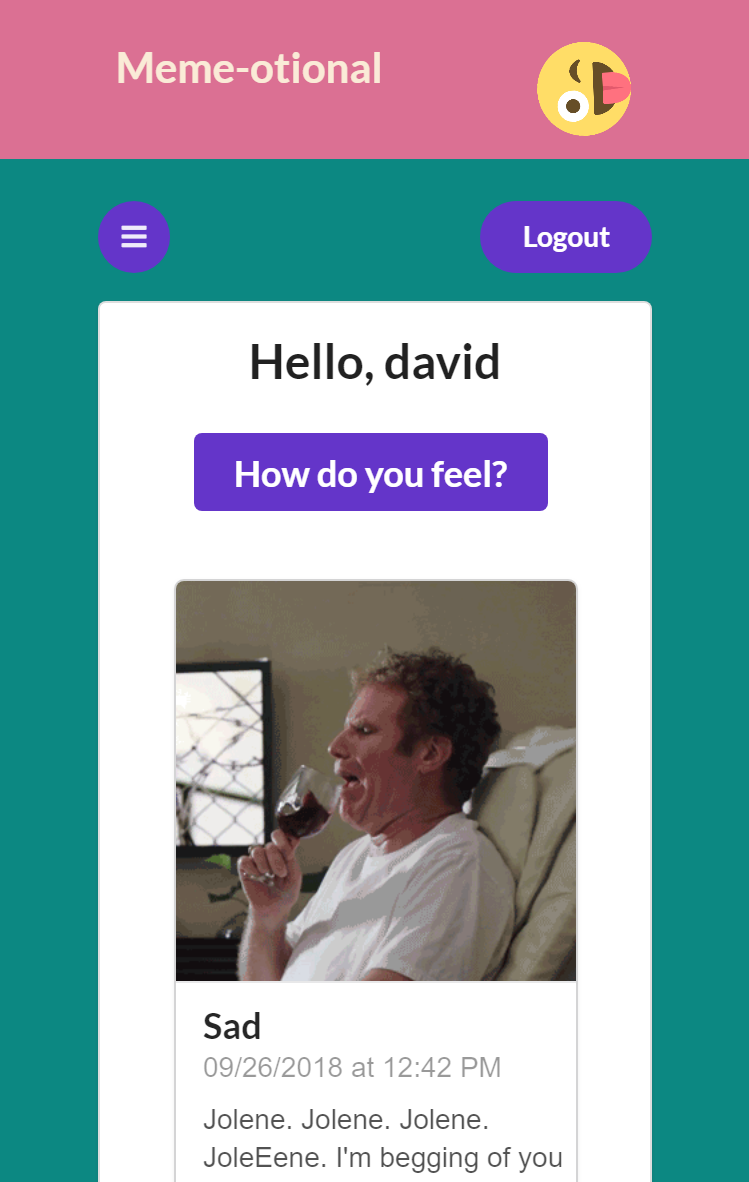 Meme-otional
Logout
Hello, david
How do you feel?
Sad
09/26/2018 at 12:42 PM
Jolene. Jolene. Jolene.
JoleEene. I'm begging of you